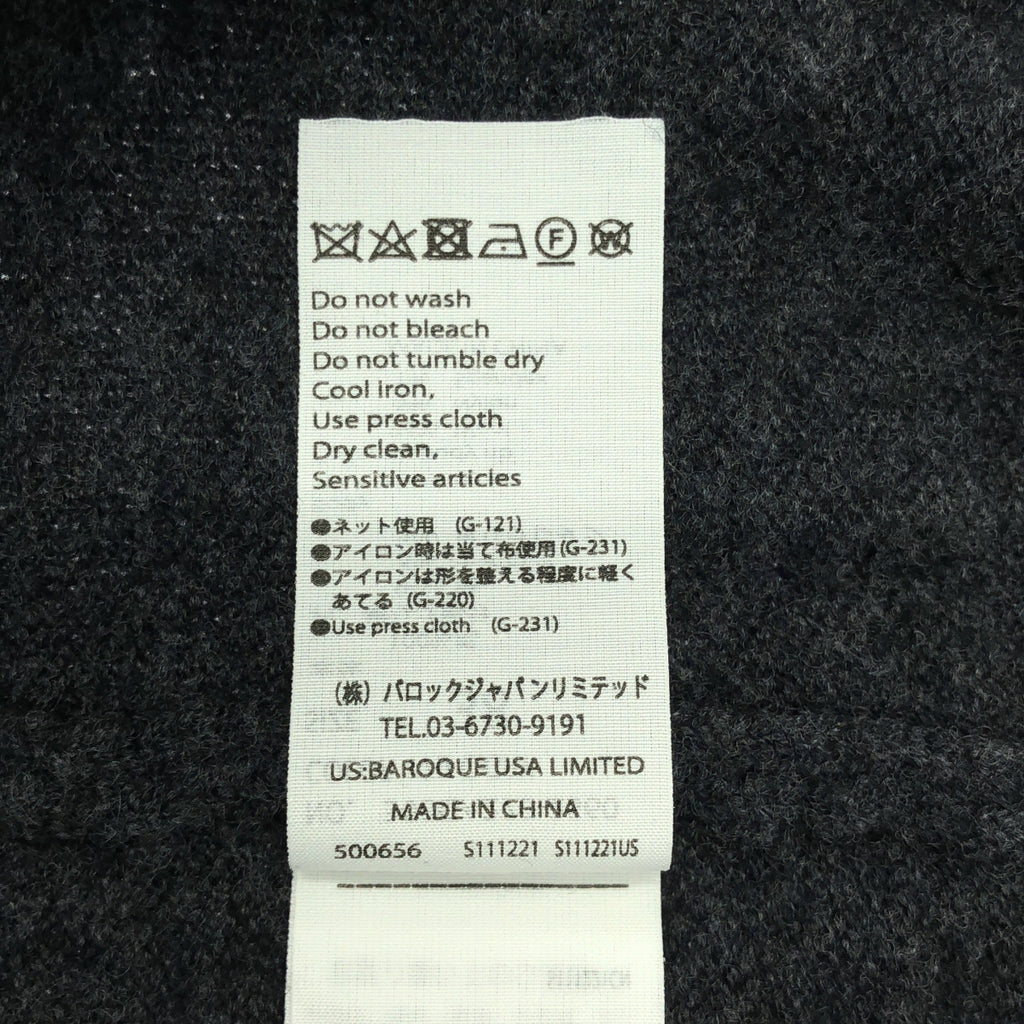 F W
Do not wash
Do not bleach
Do not tumble dry
Cool iron,
Use press cloth
Dry clean,
Sensitive articles
●ネット使用 (G-121)
●アイロン時は当て布使用(G-231)
●アイロンは形を整える程度に軽く
あてる (G-220)
●Use press cloth (G-231)
(株) バロックジャパンリミテッド
TEL.03-6730-9191
US:BAROQUE USA LIMITED
MADE IN CHINA
500656 S111221 S111221US